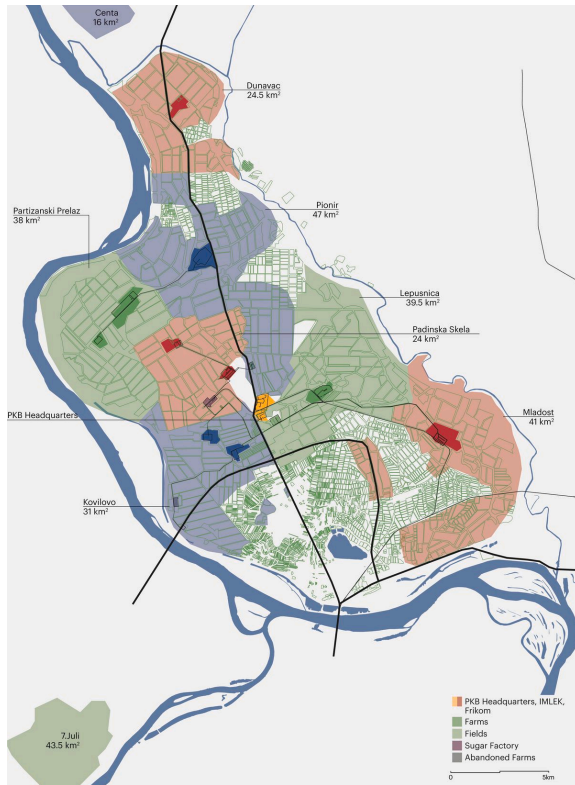 Centa
16 km²
Dunavac
24.5 km²
Pionir
47 km²
Partizanski Prelaz
38 km²
Lepusnica
39.5 km²
Padinska Skela
24 km²
PKB Headquarters
Mladost
41 km²
Kovilovo
31 km²
7.Juli
43.5 km²
PKB Headquarters, IMLEK,
Frikom
Farms
Fields
Sugar Factory
Abandoned Farms
0 5km